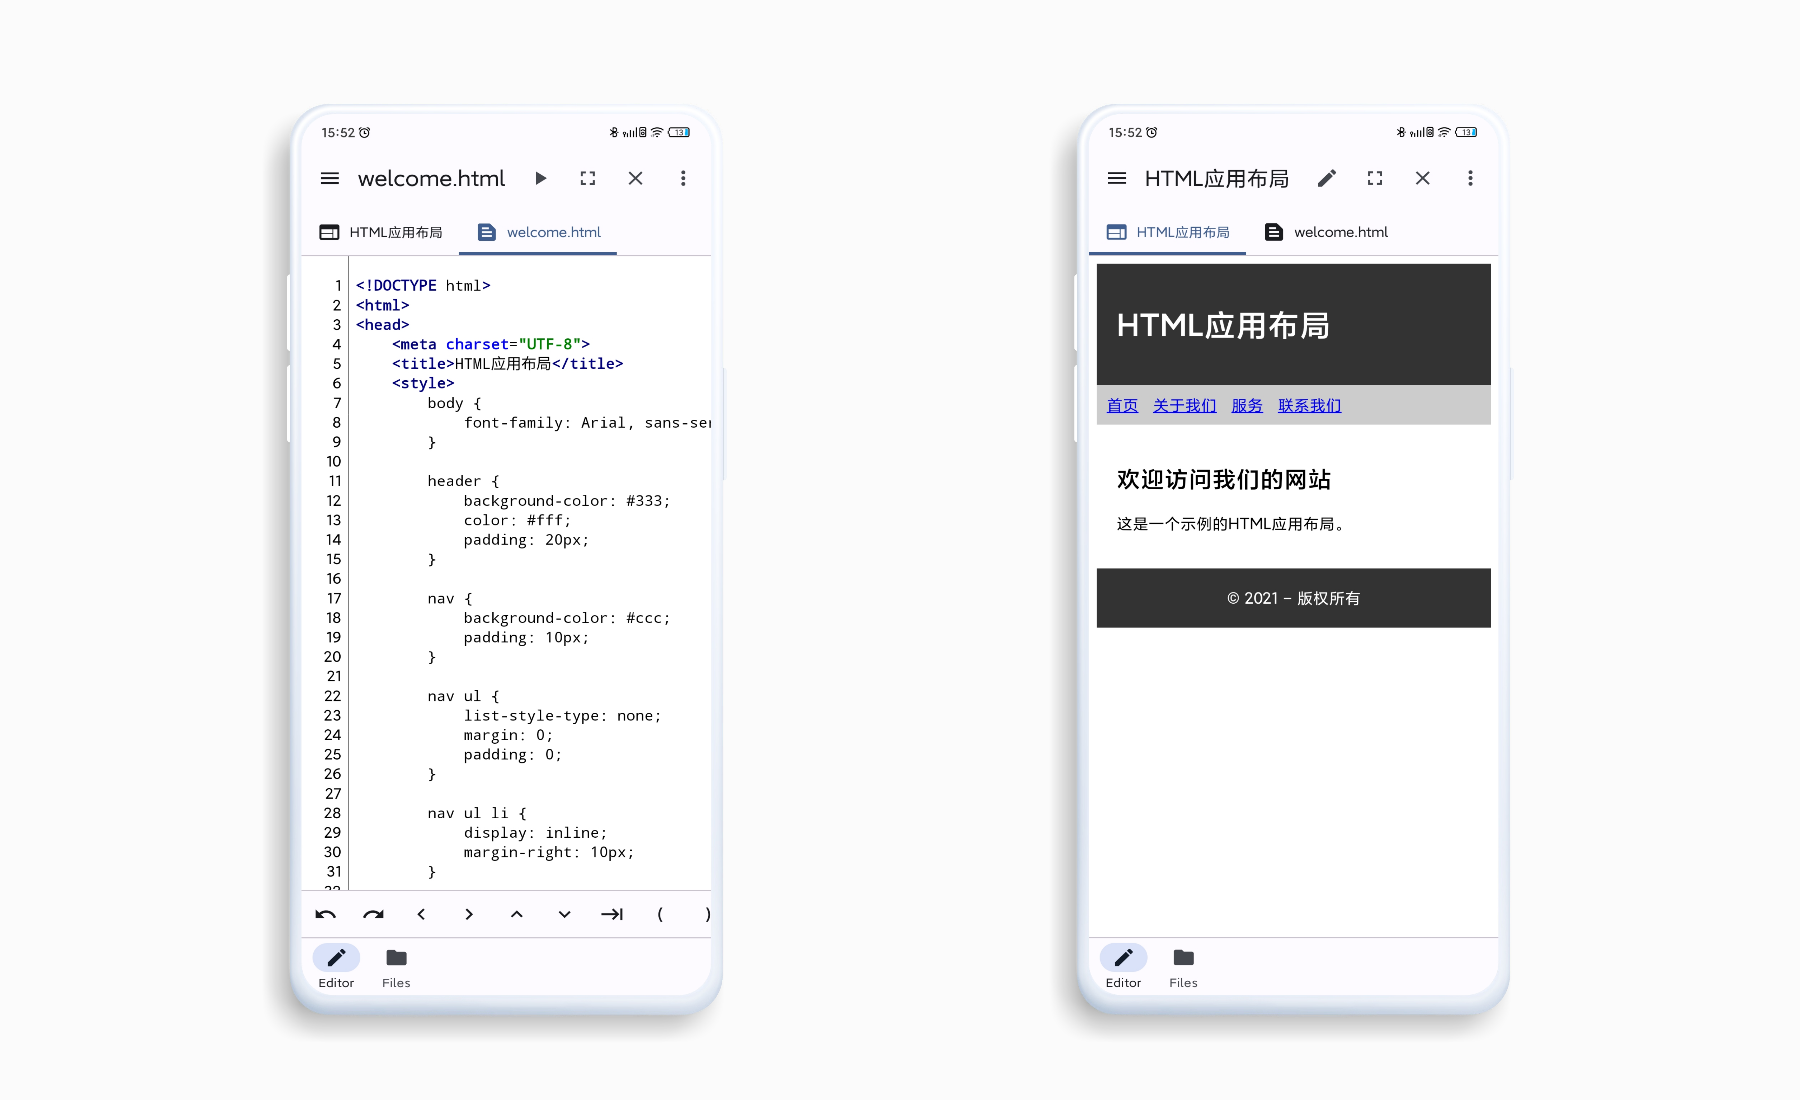 15:52
13
welcome.html
HTML应用布局
welcome.html
1 <!DOCTYPE html>
2 <html>
3 <head>
4 <meta charset="UTF-8">
5 <title>HTML应用布局</title>
6 <style>
7 body {
8 font-family: Arial, sans-ser
9 }
10
11 header {
12 background-color: #333;
13 color: #fff;
14 padding: 20px;
15 }
16
17 nav {
18 background-color: #ccc;
19 padding: 10px;
20 }
21
22 nav ul {
23 list-style-type: none;
24 margin: 0;
25 padding: 0;
26 }
27
28 nav ul li {
29 display: inline;
30 margin-right: 10px;
31 }
( )
Editor Files
15:52
13
HTML应用布局
HTML应用布局
welcome.html
HTML应用布局
首页 关于我们 服务 联系我们
欢迎访问我们的网站
这是一个示例的HTML应用布局。
© 2021 - 版权所有
Editor Files